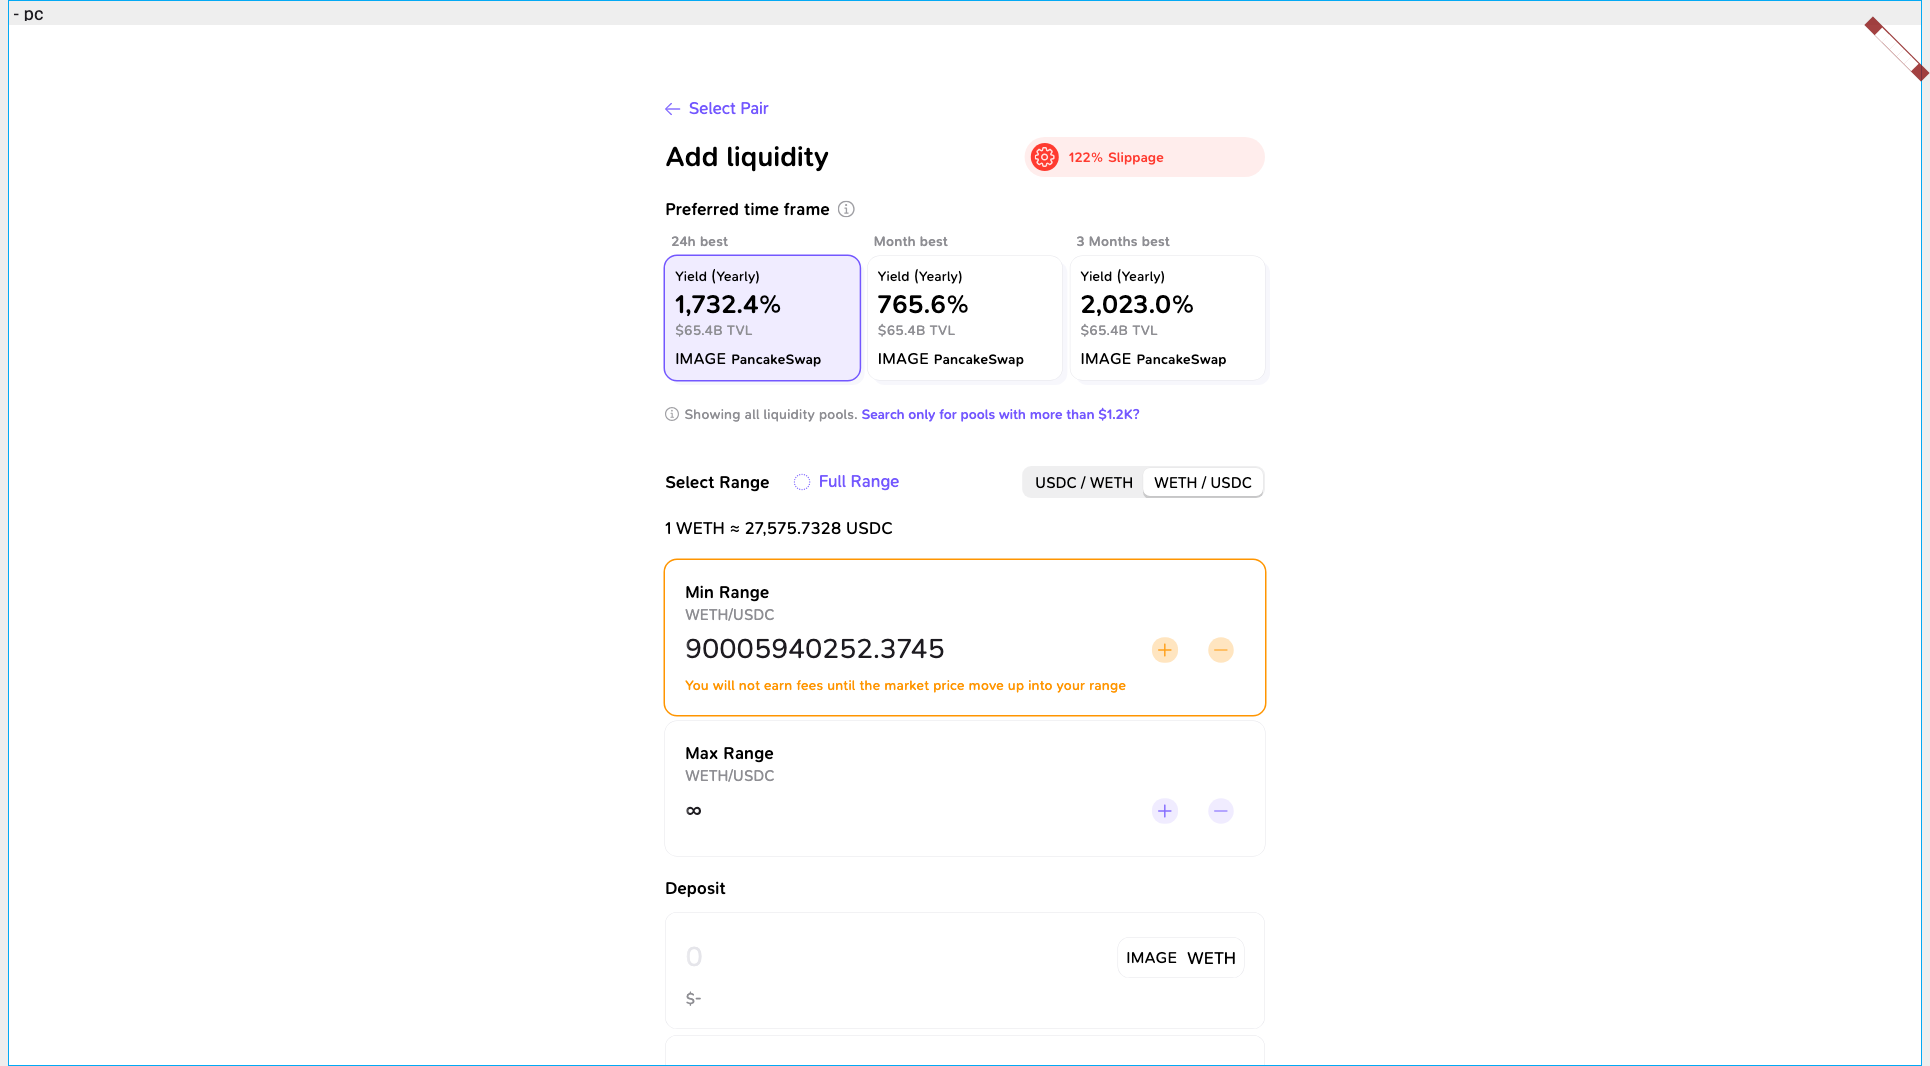 - pc
Select Pair
Add liquidity
122% Slippage
Preferred time frame
24h best
Month best
3 Months best
Yield (Yearly)
1,732.4%
$65.4B TVL
IMAGE PancakeSwap
Yield (Yearly)
765.6%
$65.4B TVL
IMAGE PancakeSwap
Yield (Yearly)
2,023.0%
$65.4B TVL
IMAGE PancakeSwap
Showing all liquidity pools. Search only for pools with more than $1.2K?
Select Range
Full Range
USDC / WETH
WETH / USDC
1 WETH ≈ 27,575.7328 USDC
Min Range
WETH/USDC
90005940252.3745
You will not earn fees until the market price move up into your range
Max Range
WETH/USDC
∞
Deposit
0
IMAGE WETH
$-